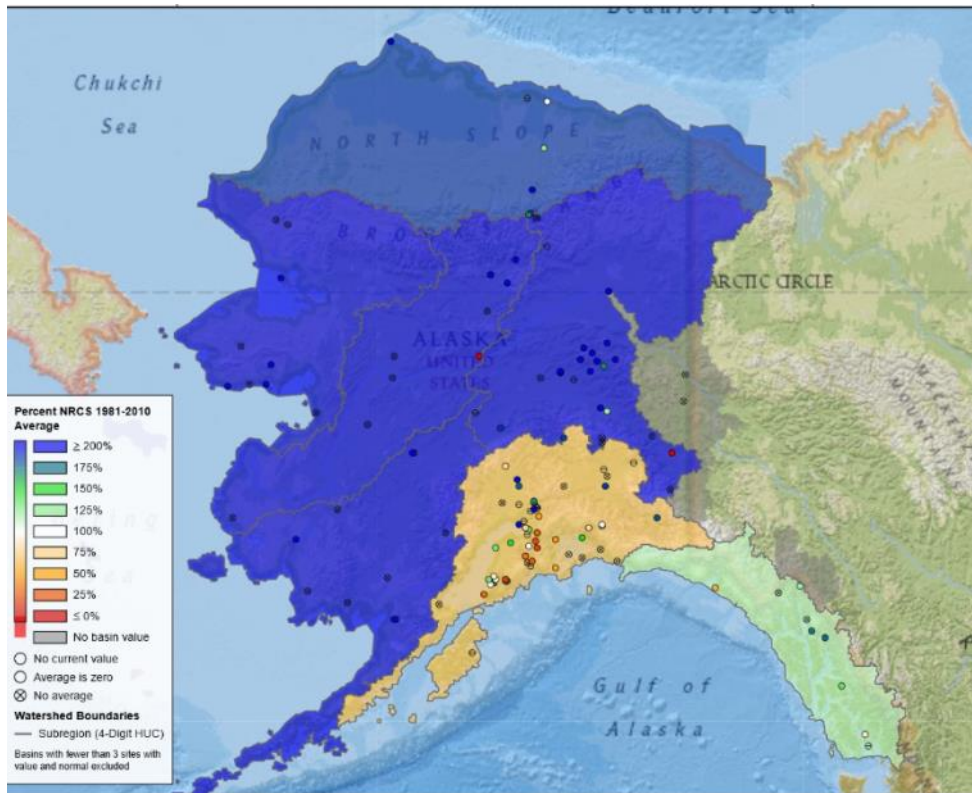 Beaufort Sea
Chukchi
Sea
NORTH SLOPE
ARCTIC CIRCLE
ALASKA
UNITED
STATES
Percent NRCS 1981-2010
Average
≥ 200%
175%
150%
125%
100%
75%
50%
25%
≤ 0%
No basin value
No current value
Average is zero
No average
Watershed Boundaries
Subregion (4-Digit HUC)
Basins with fewer than 3 sites with
value and normal excluded
Gulf of
Alaska